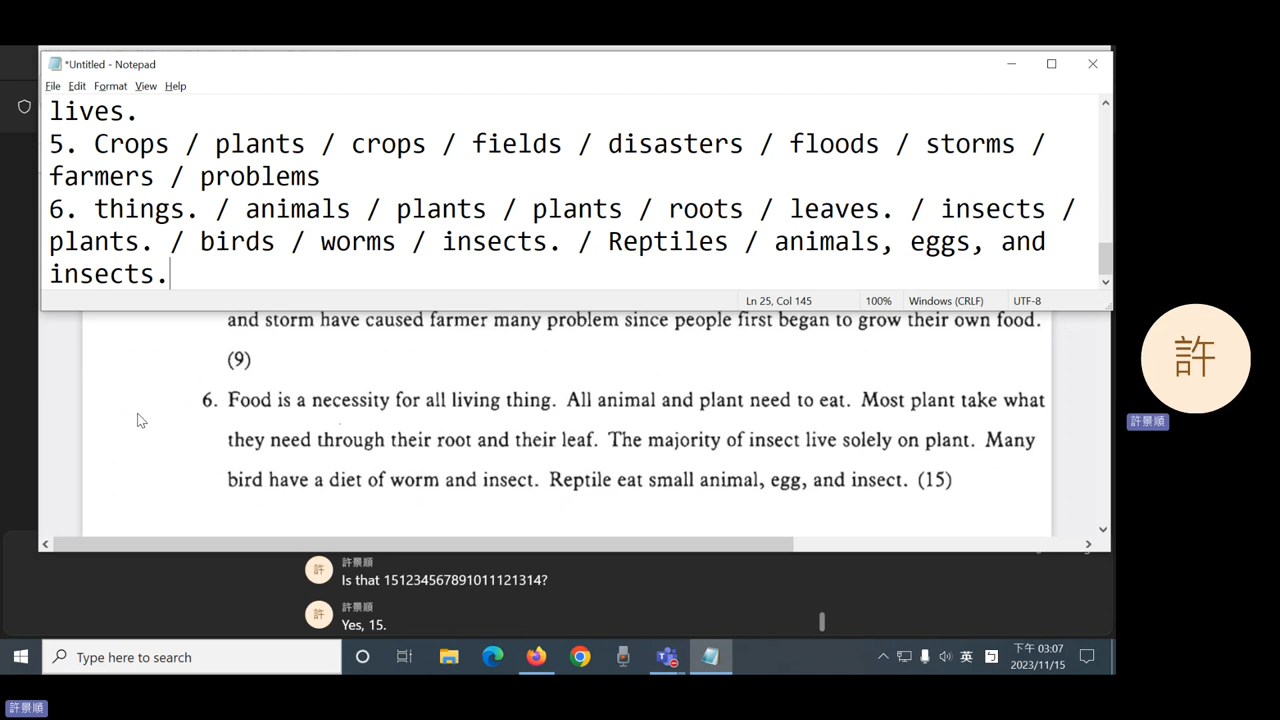 *Untitled - Notepad
File Edit Format View Help
lives.
5. Crops / plants / crops / fields / disasters / floods / storms /
farmers / problems
6. things. / animals / plants / plants / roots / leaves. / insects /
plants. / birds / worms / insects. / Reptiles / animals, eggs, and
insects.
Ln 25, Col 145 100% Windows (CRLF) UTF-8
and storm have caused farmer many problem since people first began to grow their own food.
(9)
6. Food is a necessity for all living thing. All animal and plant need to eat. Most plant take what
they need through their root and their leaf. The majority of insect live solely on plant. Many
bird have a diet of worm and insect. Reptile eat small animal, egg, and insect. (15)
許
許景順
許 許景順
Is that 151234567891011121314?
許 許景順
Yes, 15.
Type here to search
英
下午 03:07
2023/11/15
許景順